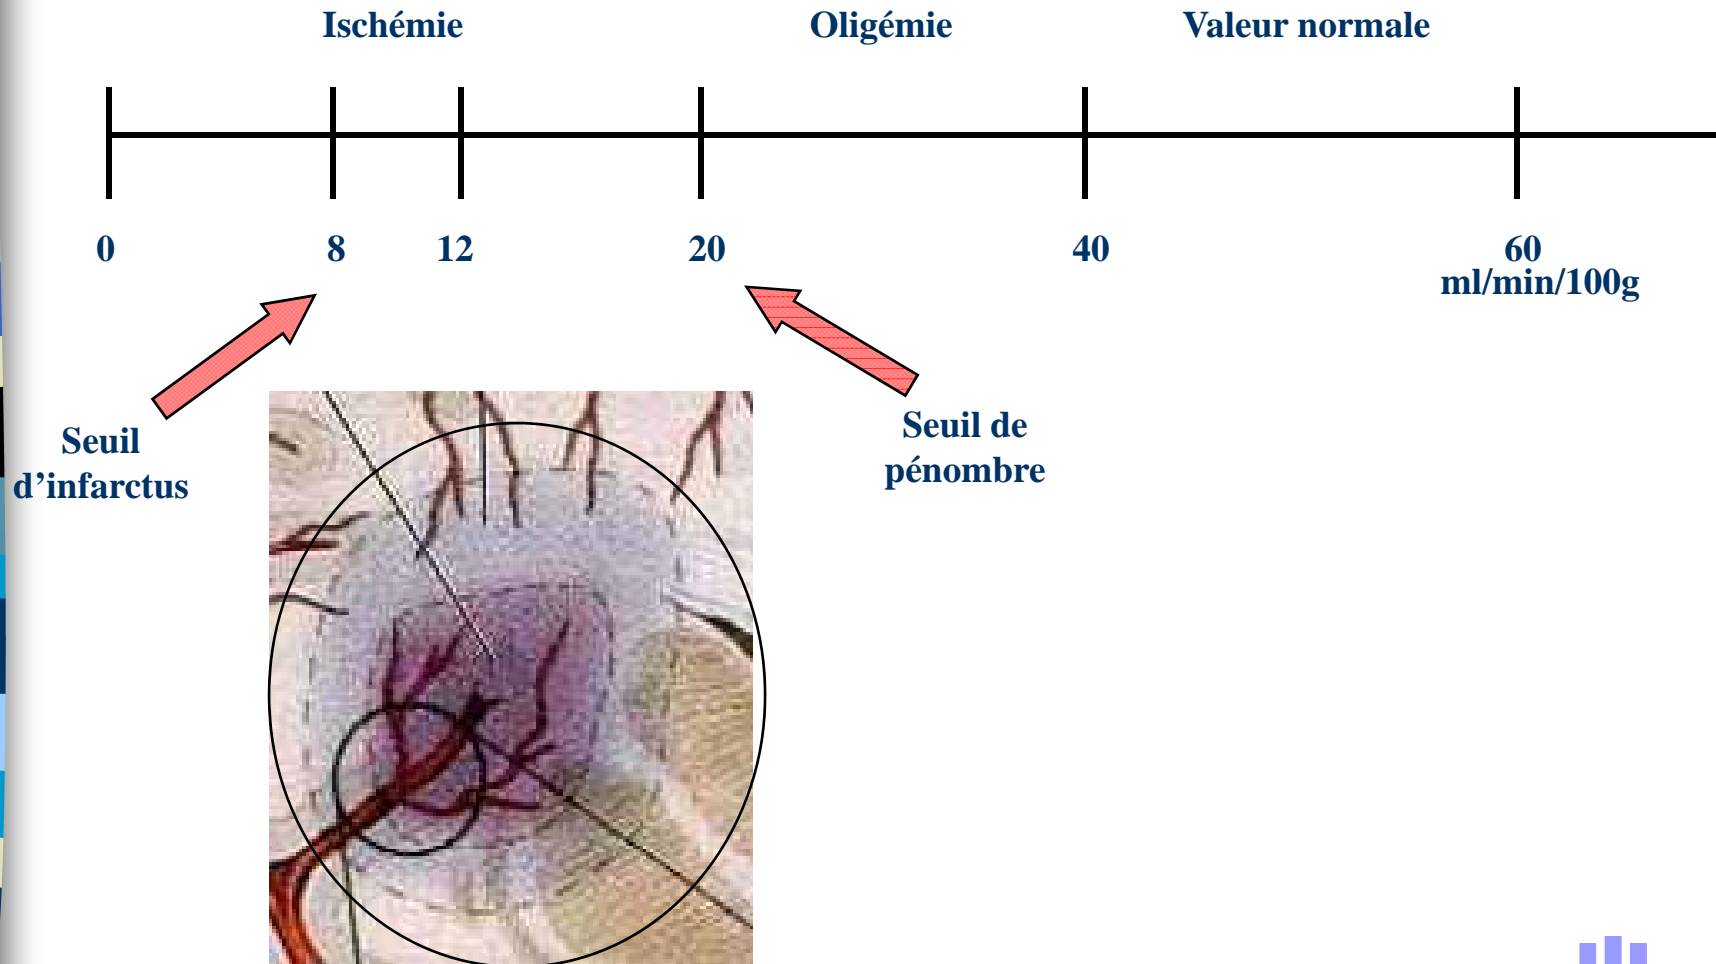 Ischémie Oligémie Valeur normale
0 8 12 20 40 60
ml/min/100g
Seuil
d’infarctus
Seuil de
pénombre